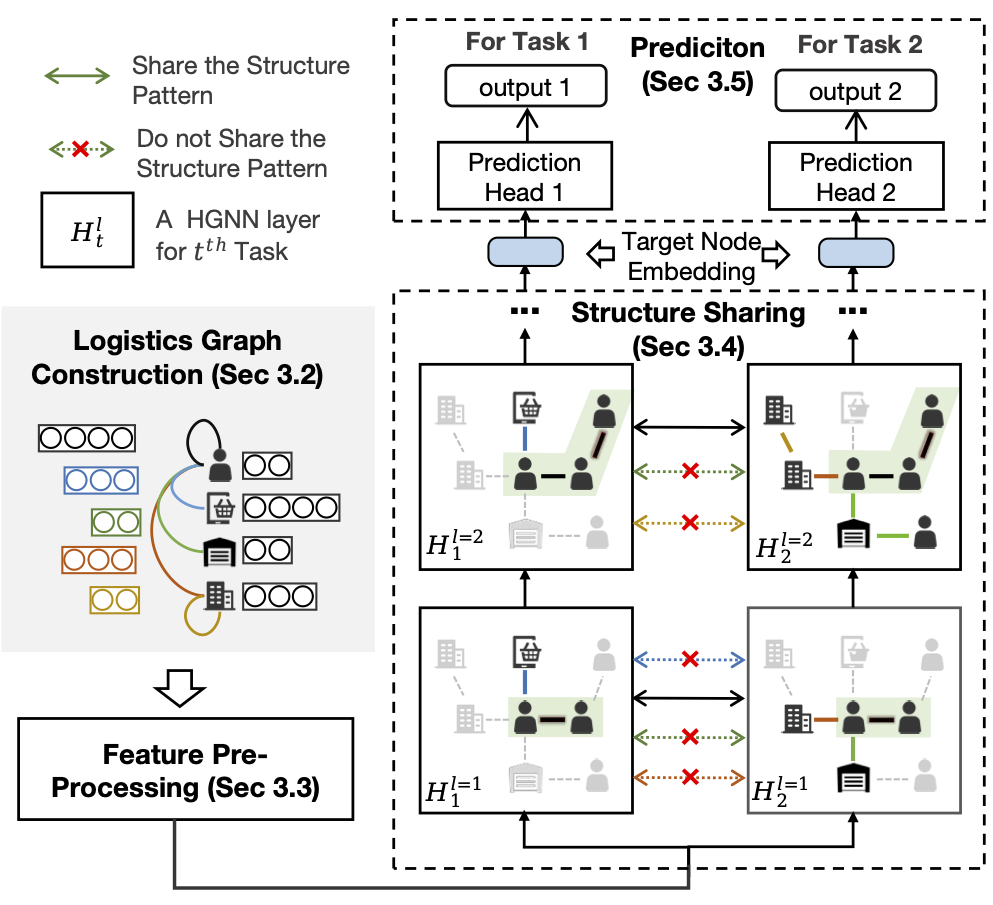 Share the Structure
Pattern
Do not Share the
Structure Pattern
H_t^l
A HGNN layer
for t^{th} Task
Logistics Graph
Construction (Sec 3.2)
Feature Pre-
Processing (Sec 3.3)
For Task 1
Prediciton
(Sec 3.5)
For Task 2
output 1
output 2
Prediction
Head 1
Prediction
Head 2
Target Node
Embedding
...
Structure Sharing
(Sec 3.4)
...
H_1^{l=2}
H_2^{l=2}
H_1^{l=1}
H_2^{l=1}